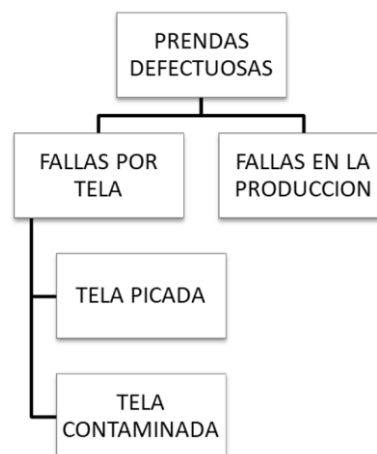 PRENDAS
DEFECTUOSAS
FALLAS POR
TELA
FALLAS EN LA
PRODUCCION
TELA PICADA
TELA
CONTAMINADA